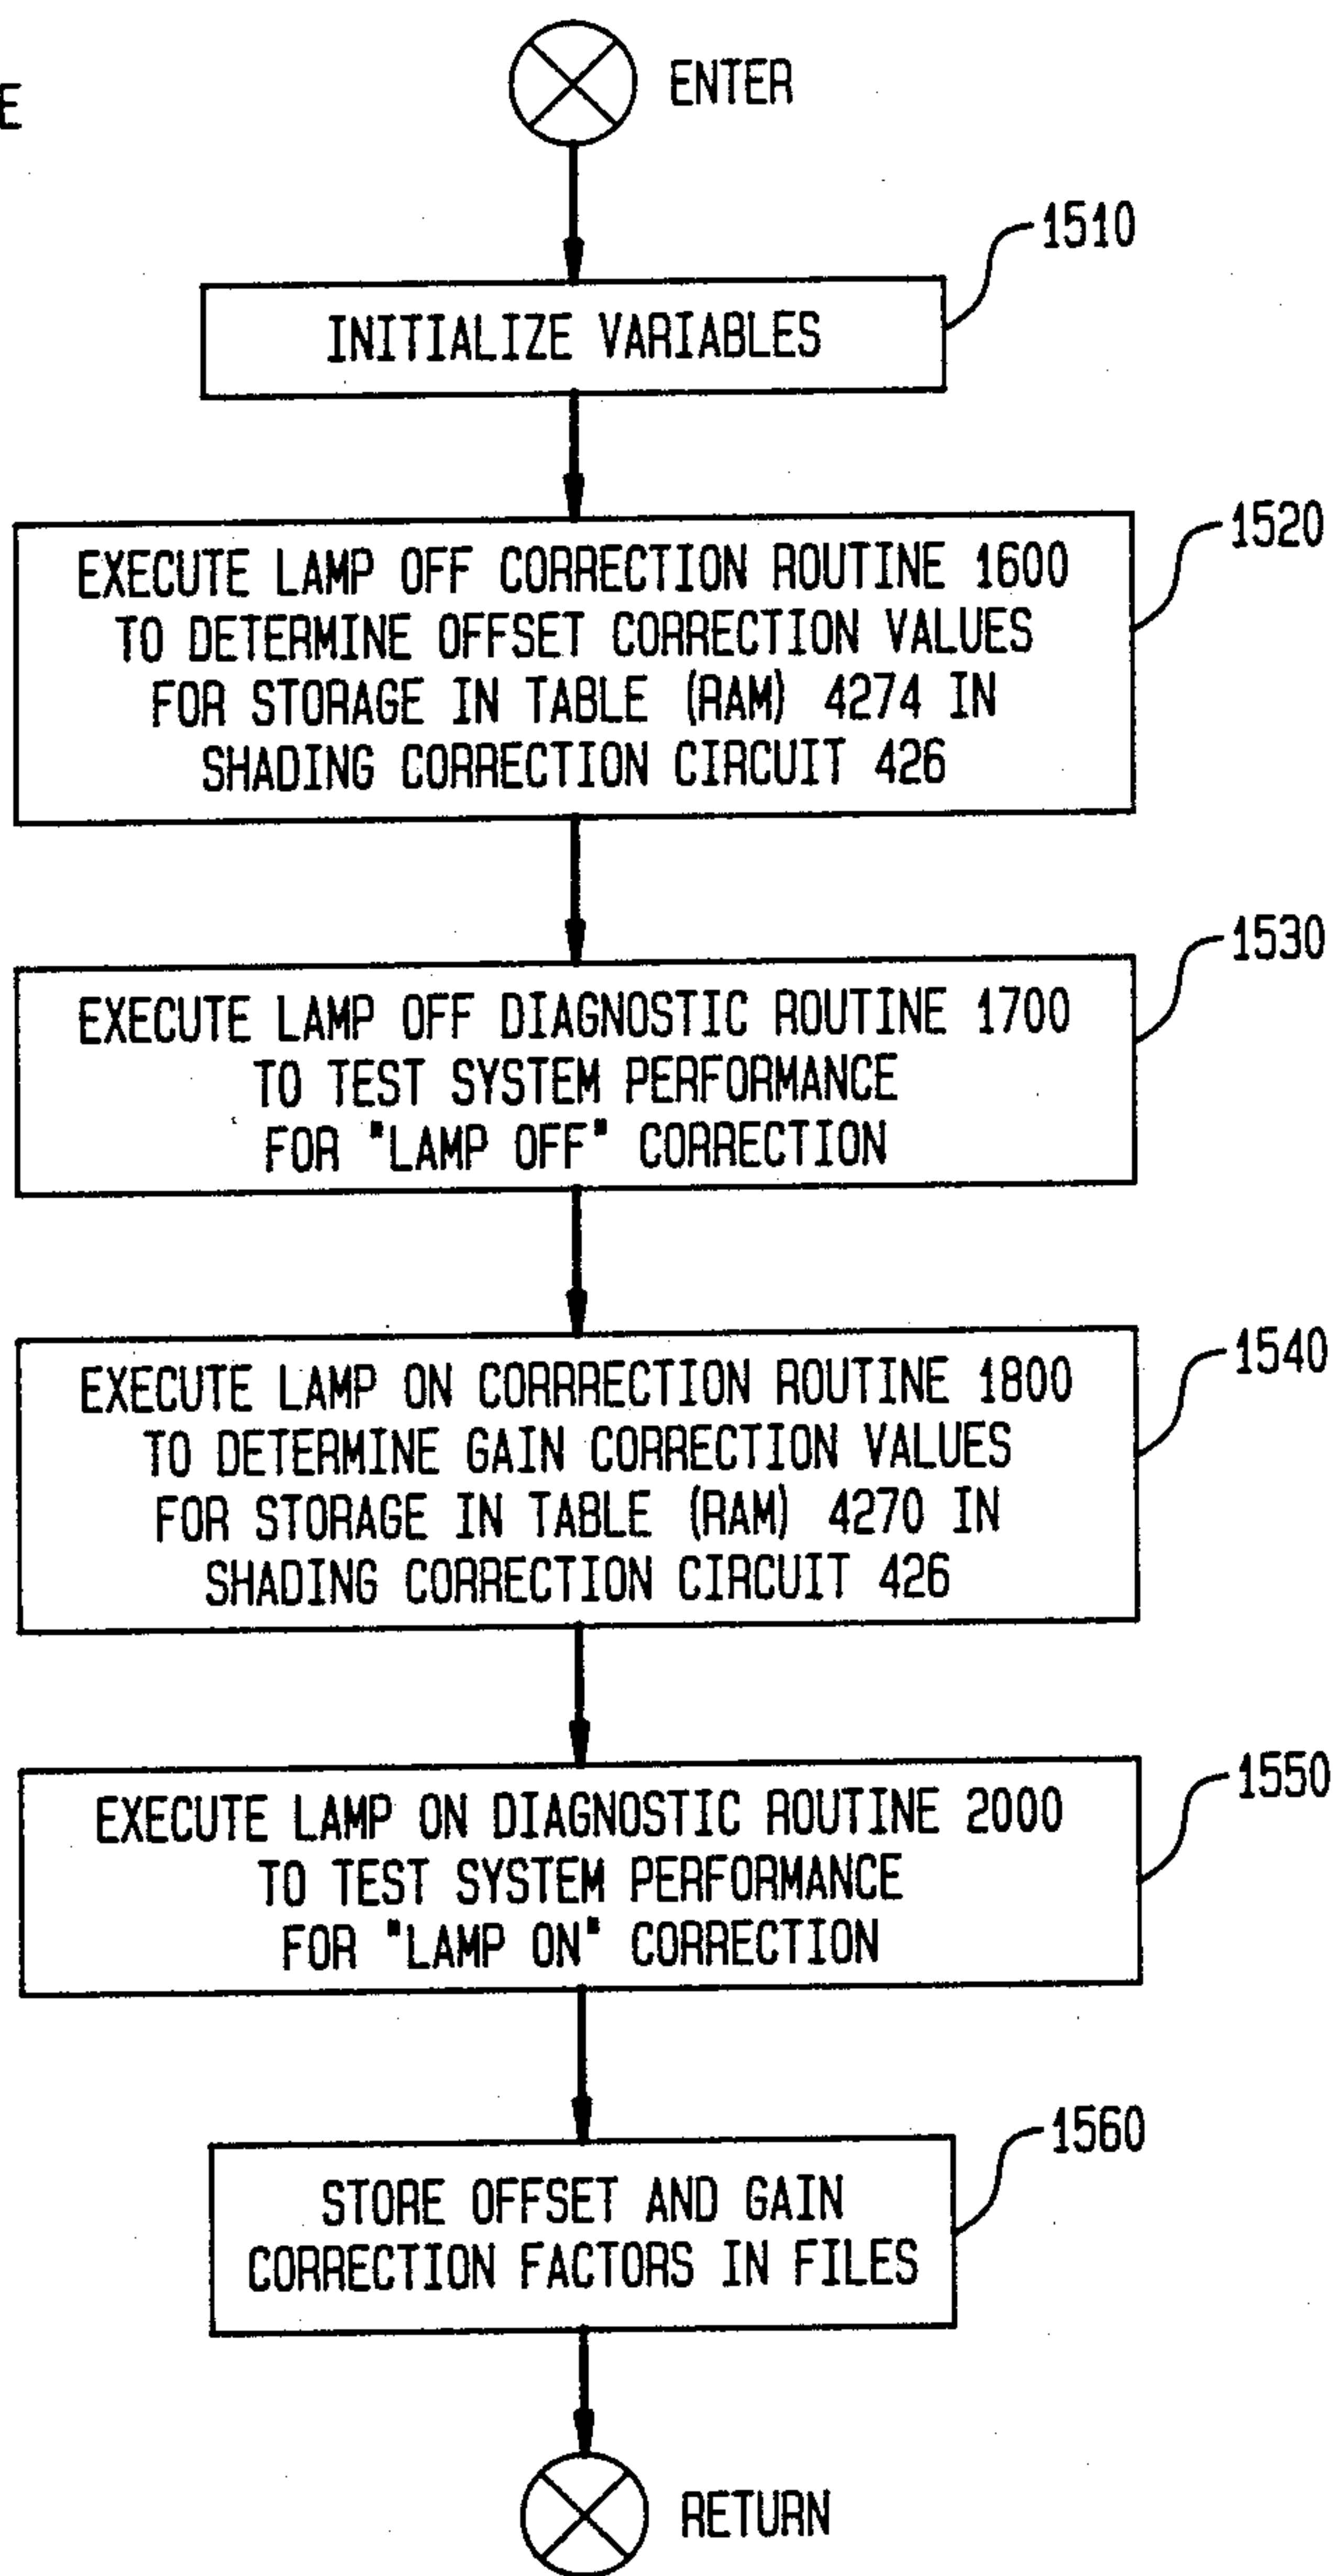 E
ENTER
1510
INITIALIZE VARIABLES
1520
EXECUTE LAMP OFF CORRECTION ROUTINE 1600
TO DETERMINE OFFSET CORRECTION VALUES
FOR STORAGE IN TABLE (RAM) 4274 IN
SHADING CORRECTION CIRCUIT 426
1530
EXECUTE LAMP OFF DIAGNOSTIC ROUTINE 1700
TO TEST SYSTEM PERFORMANCE
FOR "LAMP OFF" CORRECTION
1540
EXECUTE LAMP ON CORRRECTION ROUTINE 1800
TO DETERMINE GAIN CORRECTION VALUES
FOR STORAGE IN TABLE (RAM) 4270 IN
SHADING CORRECTION CIRCUIT 426
1550
EXECUTE LAMP ON DIAGNOSTIC ROUTINE 2000
TO TEST SYSTEM PERFORMANCE
FOR "LAMP ON" CORRECTION
1560
STORE OFFSET AND GAIN
CORRECTION FACTORS IN FILES
RETURN